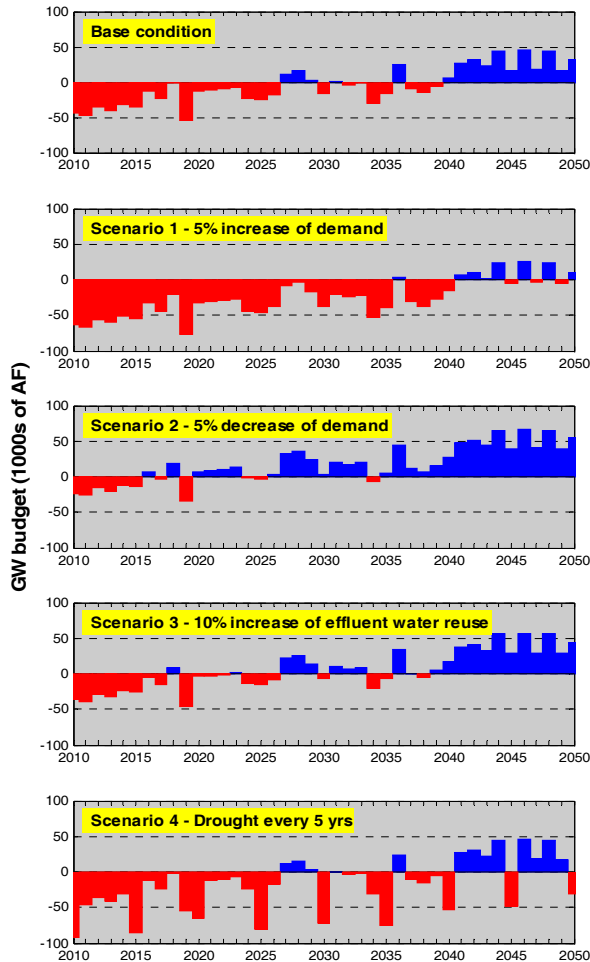 GW budget (1000s of AF)
Base condition
100
50
0
-50
-100
2010 2015 2020 2025 2030 2035 2040 2045 2050
Scenario 1 - 5% increase of demand
100
50
0
-50
-100
2010 2015 2020 2025 2030 2035 2040 2045 2050
Scenario 2 - 5% decrease of demand
100
50
0
-50
-100
2010 2015 2020 2025 2030 2035 2040 2045 2050
Scenario 3 - 10% increase of effluent water reuse
100
50
0
-50
-100
2010 2015 2020 2025 2030 2035 2040 2045 2050
Scenario 4 - Drought every 5 yrs
100
50
0
-50
-100
2010 2015 2020 2025 2030 2035 2040 2045 2050